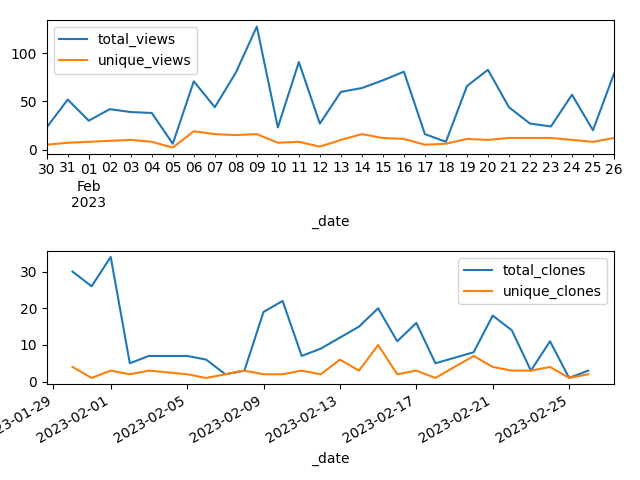 total_views
unique_views
100
50
0
30 31 01 02 03 04 05 06 07 08 09 10 11 12 13 14 15 16 17 18 19 20 21 22 23 24 25 26
Feb
2023
_date
total_clones
unique_clones
30
20
10
0
3-01-29 2023-02-01 2023-02-05 2023-02-09 2023-02-13 2023-02-17 2023-02-21 2023-02-25
_date